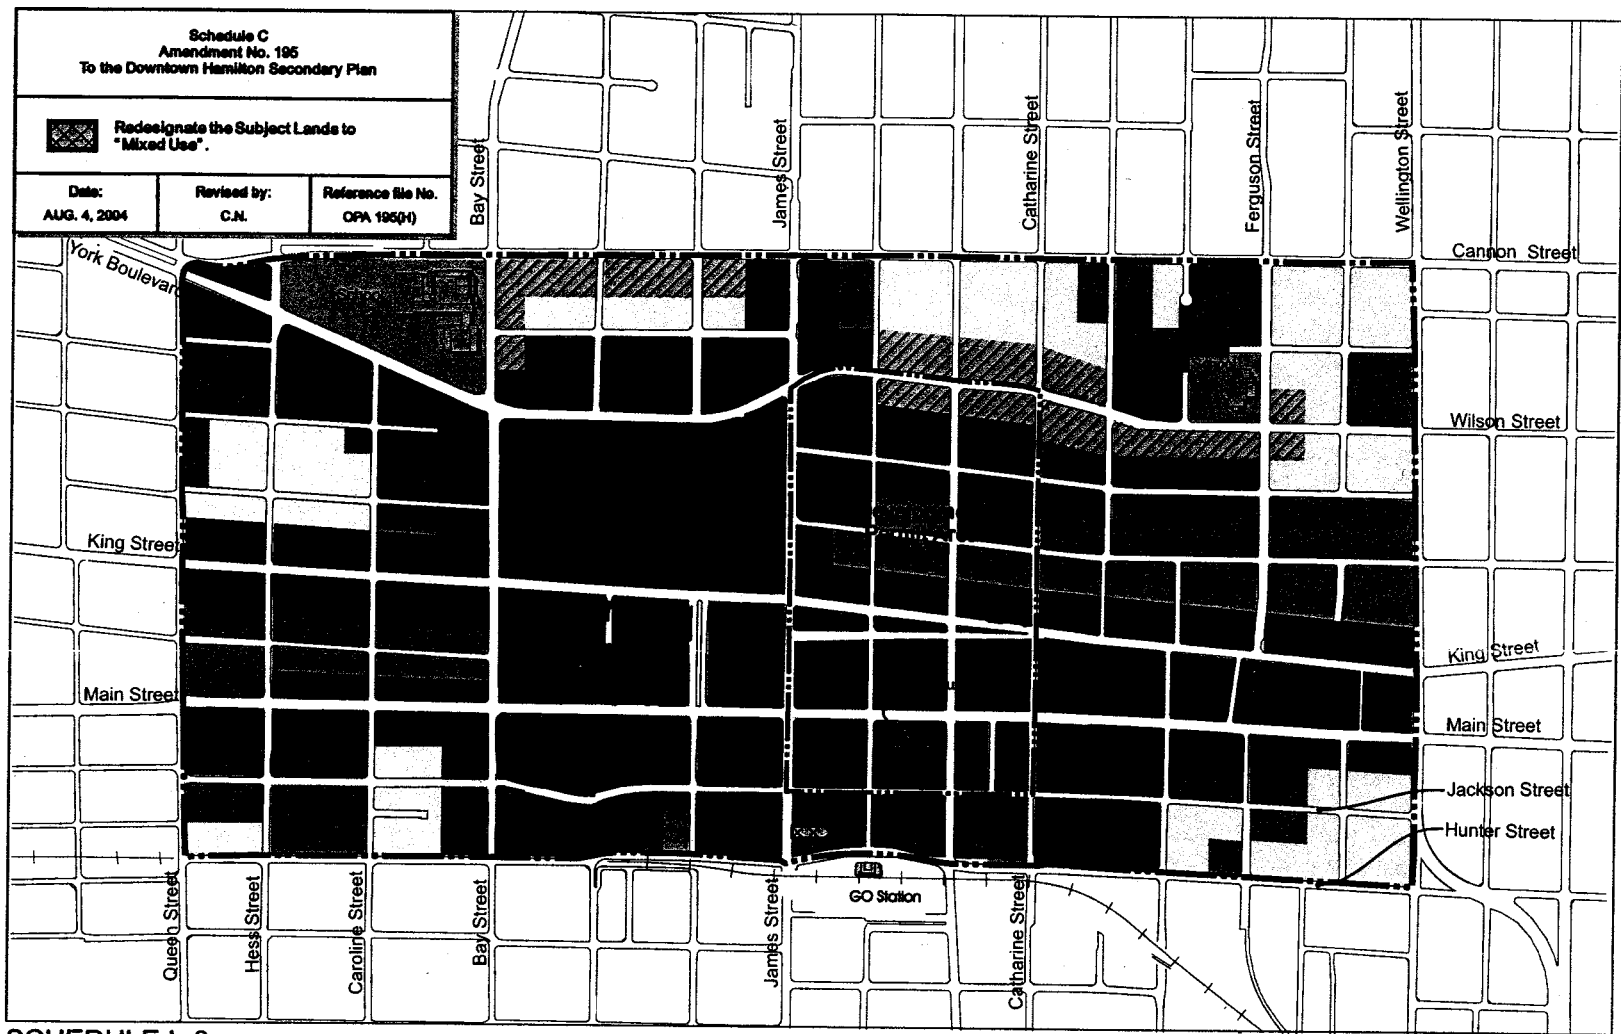 Schedule C
Amendment No. 195
To the Downtown Hamilton Secondary Plan
Redesignate the Subject Lands to
"Mixed Use".
Date:
AUG. 4, 2004
Revised by:
C.N.
Reference file No.
OPA 195(H)
Bay Street
James Street
Catharine Street
Ferguson Street
Wellington Street
York Boulevard
Cannon Street
Wilson Street
King Street
King Street
Main Street
Main Street
Jackson Street
Hunter Street
GO Station
Queen Street
Hess Street
Caroline Street
Bay Street
James Street
Catharine Street